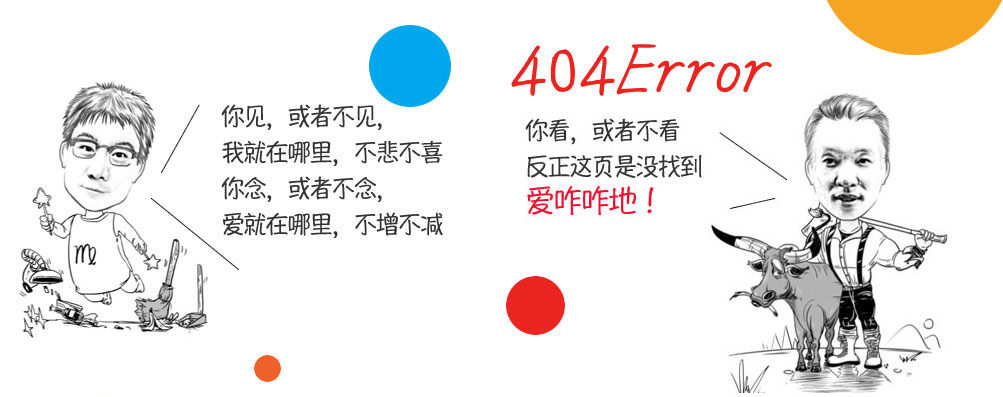 你见，或者不见，
我就在哪里，不悲不喜
你念，或者不念，
爱就在哪里，不增不减
404Error
你看，或者不看
反正这页是没找到
爱咋咋地！